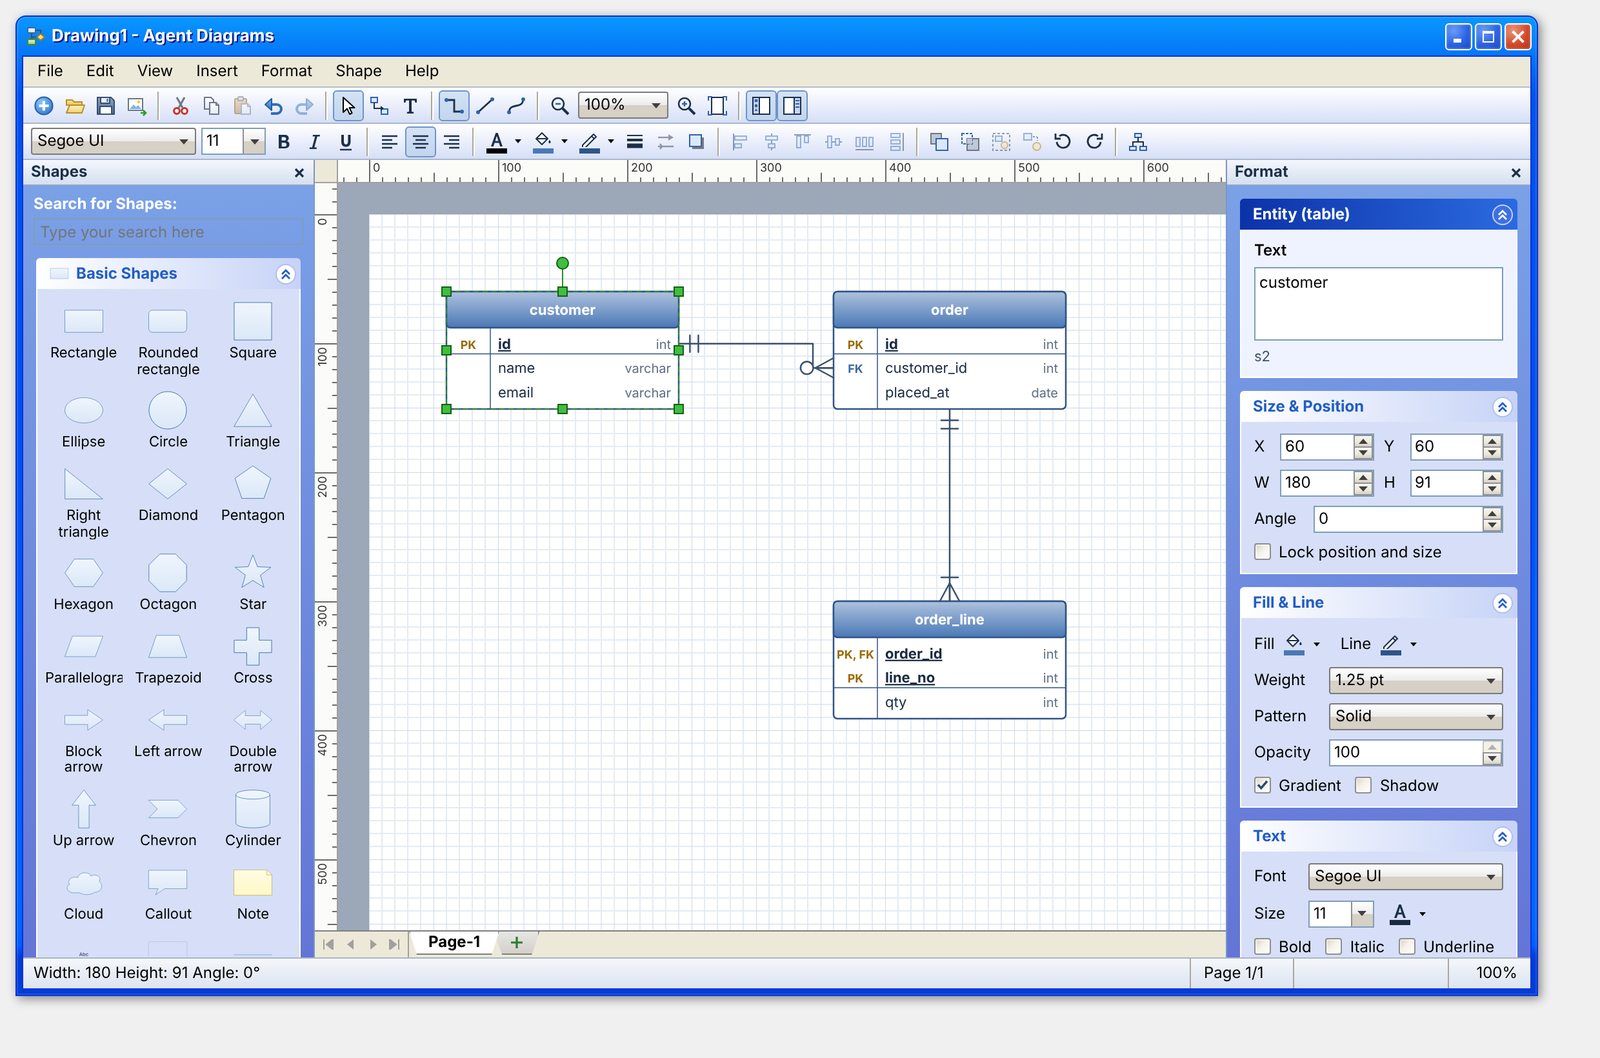 Drawing1 - Agent Diagrams
File Edit View Insert Format Shape Help
100%
Segoe UI 11 B I U A
Shapes
Search for Shapes:
Type your search here
Basic Shapes
Rectangle Rounded rectangle Square
Ellipse Circle Triangle
Right triangle Diamond Pentagon
Hexagon Octagon Star
Parallelogra Trapezoid Cross
Block arrow Left arrow Double arrow
Up arrow Chevron Cylinder
Cloud Callout Note
Abc
0 100 200 300 400 500 600
0
100
200
300
400
500
customer
PK id int
name varchar
email varchar
order
PK id int
FK customer_id int
placed_at date
order_line
PK, FK order_id int
PK line_no int
qty int
Page-1
Format
Entity (table)
Text
customer
s2
Size & Position
X 60 Y 60
W 180 H 91
Angle 0
Lock position and size
Fill & Line
Fill Line
Weight 1.25 pt
Pattern Solid
Opacity 100
Gradient Shadow
Text
Font Segoe UI
Size 11 A
Bold Italic Underline
Width: 180 Height: 91 Angle: 0°
Page 1/1
100%